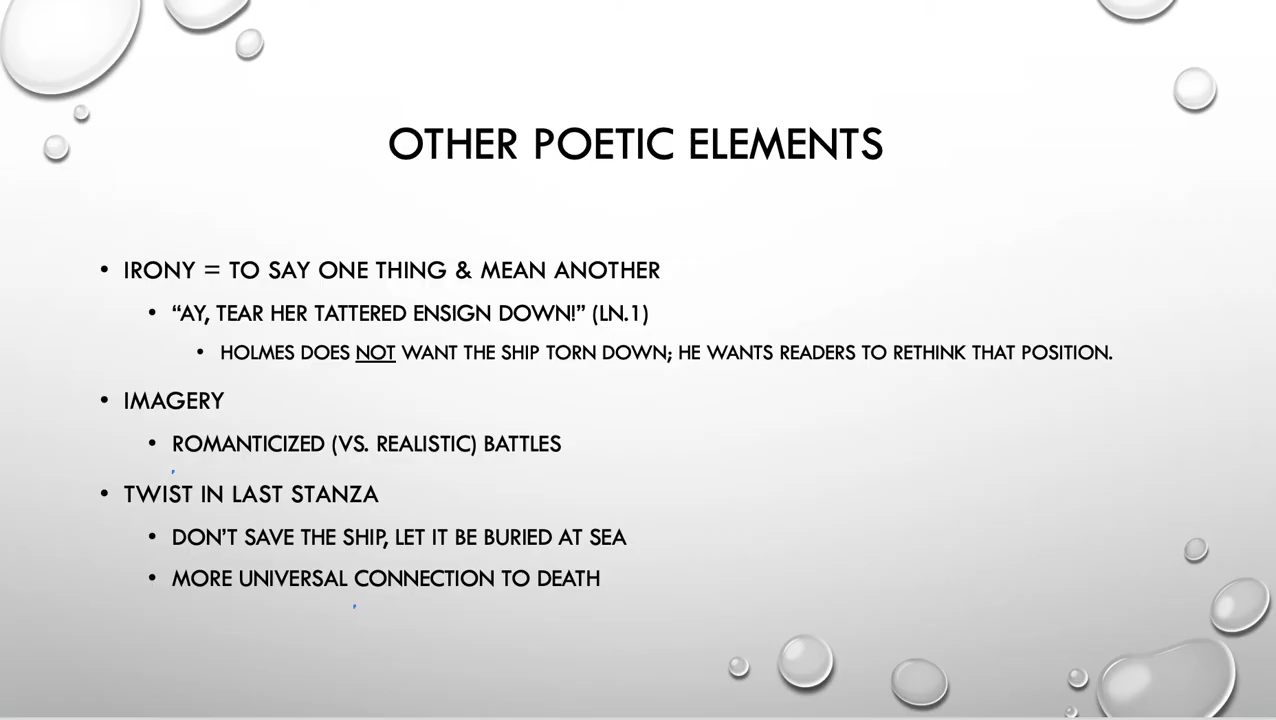 OTHER POETIC ELEMENTS
• IRONY = TO SAY ONE THING & MEAN ANOTHER
• “AY, TEAR HER TATTERED ENSIGN DOWN!” (LN.1)
• HOLMES DOES NOT WANT THE SHIP TORN DOWN; HE WANTS READERS TO RETHINK THAT POSITION.
• IMAGERY
• ROMANTICIZED (VS. REALISTIC) BATTLES
• TWIST IN LAST STANZA
• DON’T SAVE THE SHIP, LET IT BE BURIED AT SEA
• MORE UNIVERSAL CONNECTION TO DEATH